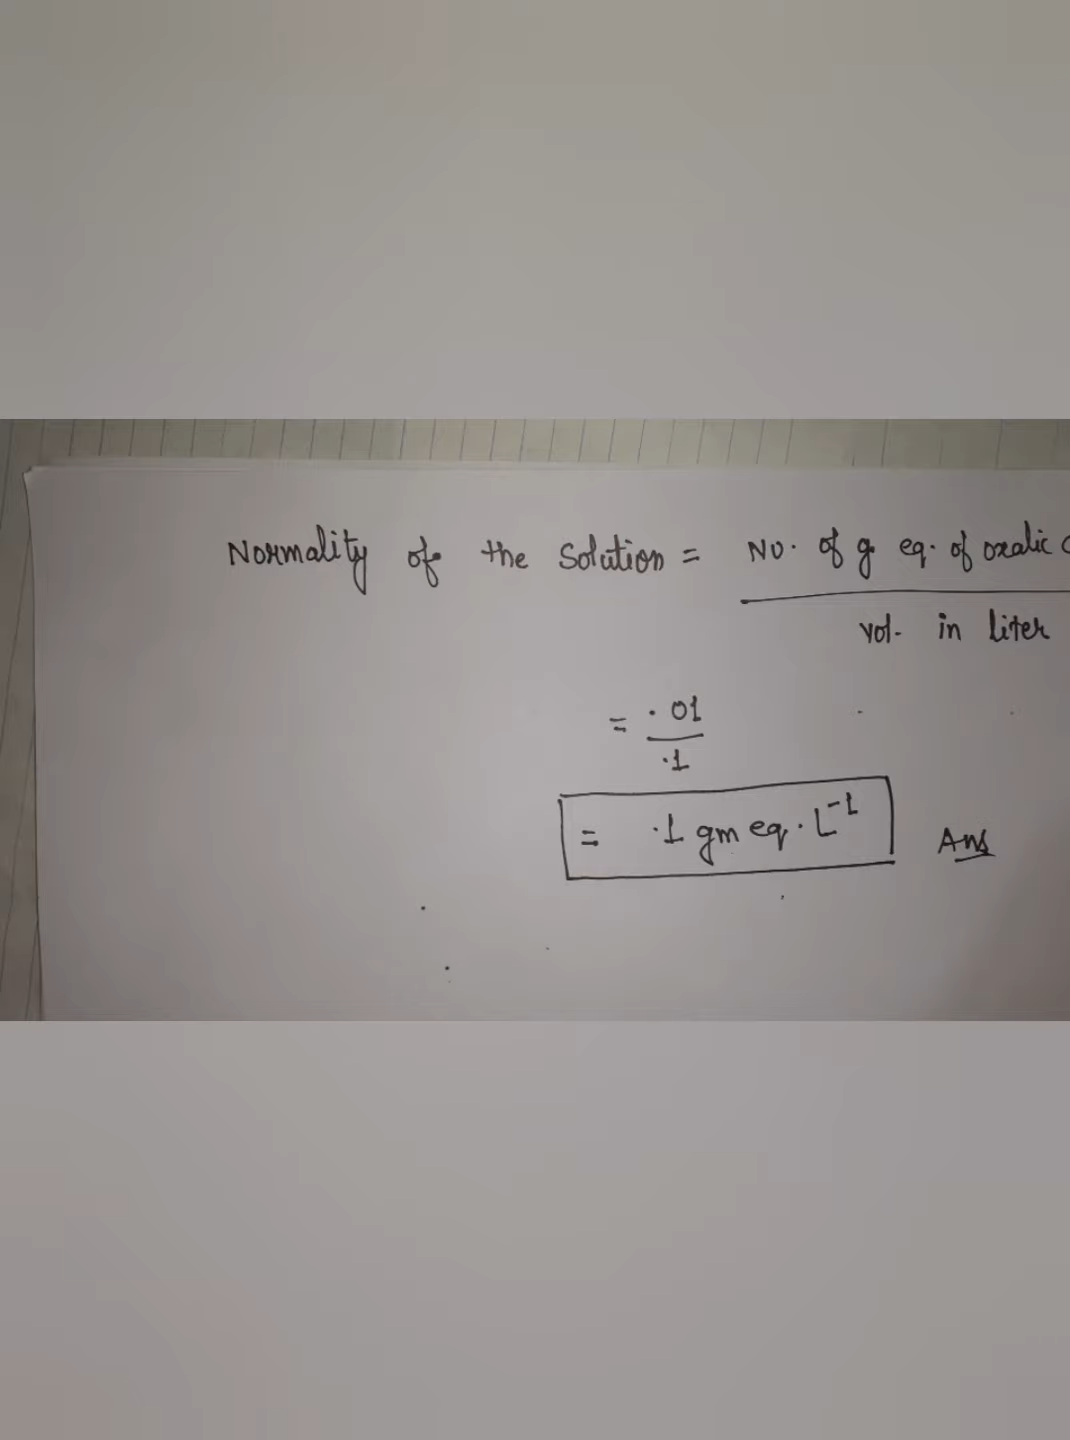 Normality of the Solution = No. of g eq. of oxalic
vol. in liter
= .01
.1
= .1 gm eq. L⁻¹ Ans